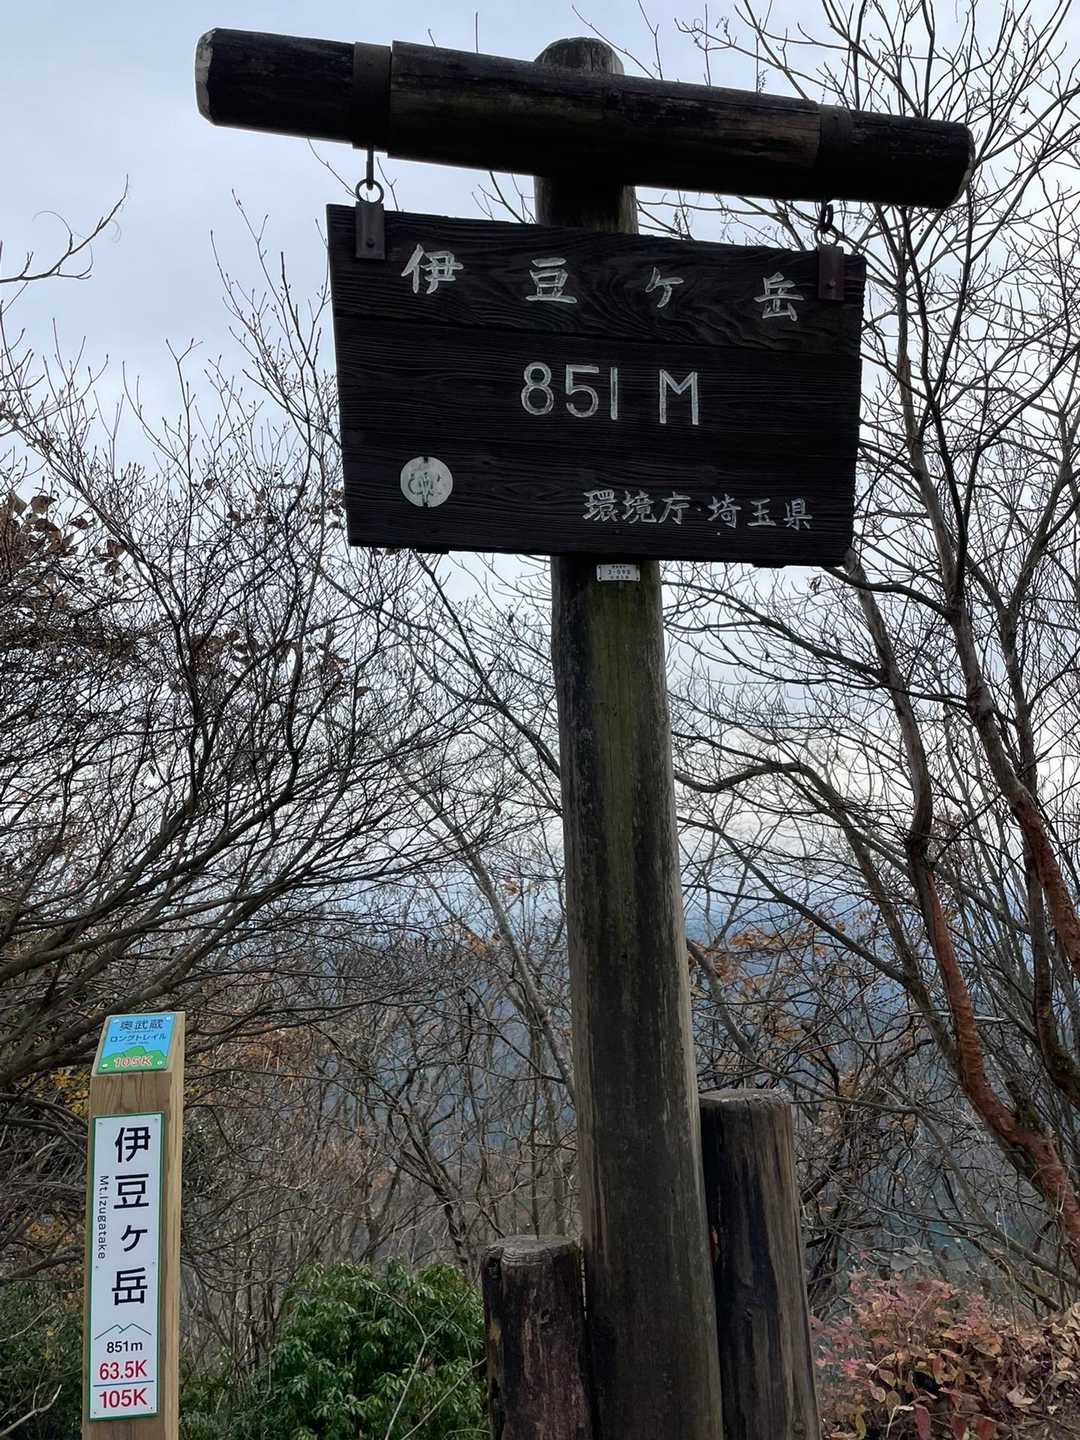 伊豆ヶ岳
851M
環境庁・埼玉県
奥武蔵
ロングトレイル
105K
伊豆ヶ岳
Mt.Izugatake
851m
63.5K
105K